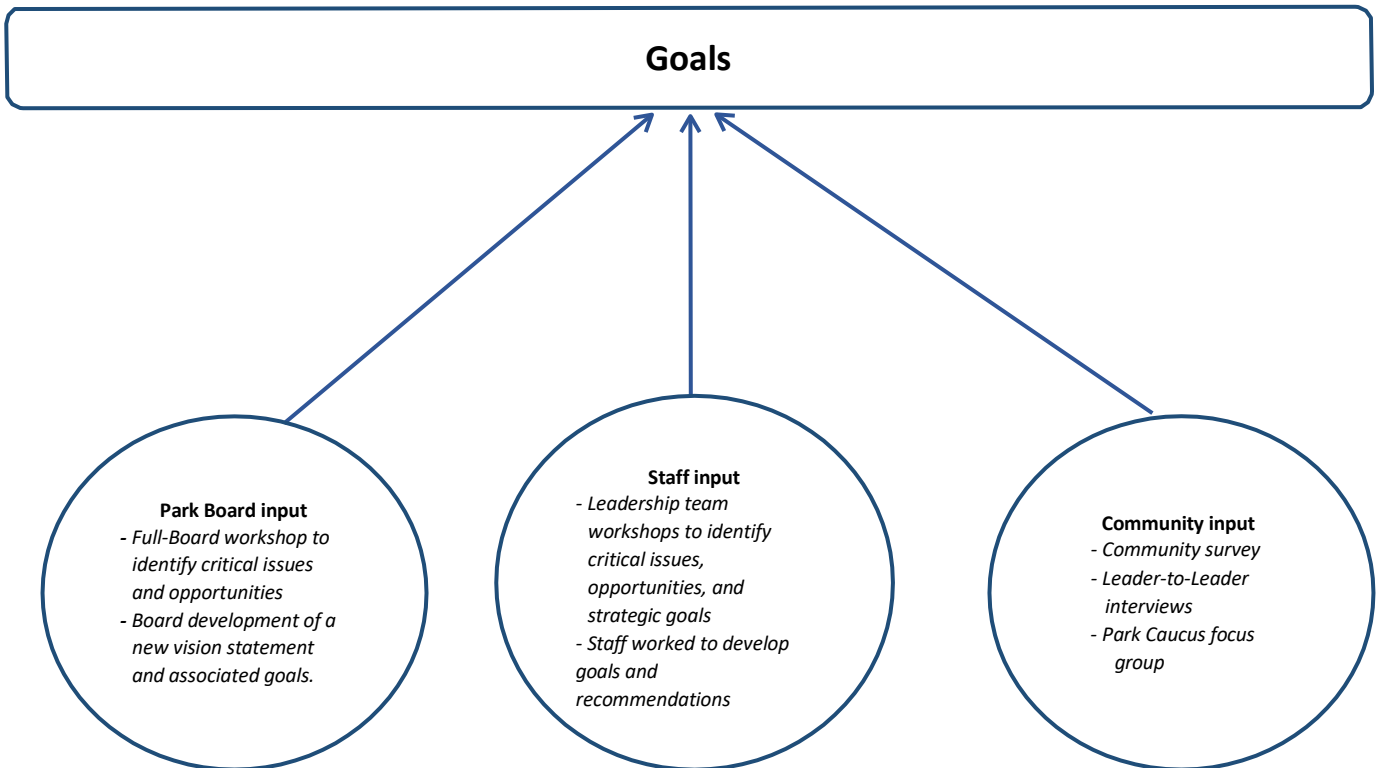 Goals
Park Board input
- Full-Board workshop to
identify critical issues
and opportunities
- Board development of a
new vision statement
and associated goals.
Staff input
- Leadership team
workshops to identify
critical issues,
opportunities, and
strategic goals
- Staff worked to develop
goals and
recommendations
Community input
- Community survey
- Leader-to-Leader
interviews
- Park Caucus focus
group